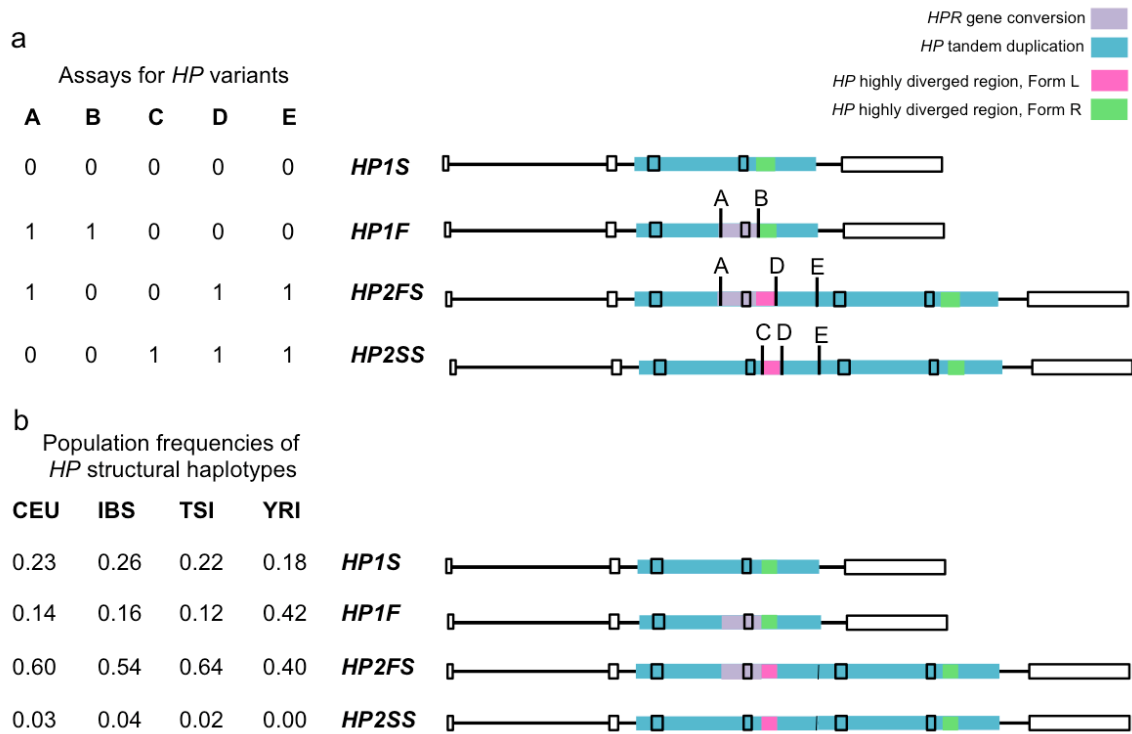 HPR gene conversion
HP tandem duplication
HP highly diverged region, Form L
HP highly diverged region, Form R
a
Assays for HP variants
A B C D E
0 0 0 0 0 HP1S
A B
1 1 0 0 0 HP1F
A D E
1 0 0 1 1 HP2FS
C D E
0 0 1 1 1 HP2SS
b
Population frequencies of
HP structural haplotypes
CEU IBS TSI YRI
0.23 0.26 0.22 0.18 HP1S
0.14 0.16 0.12 0.42 HP1F
0.60 0.54 0.64 0.40 HP2FS
0.03 0.04 0.02 0.00 HP2SS